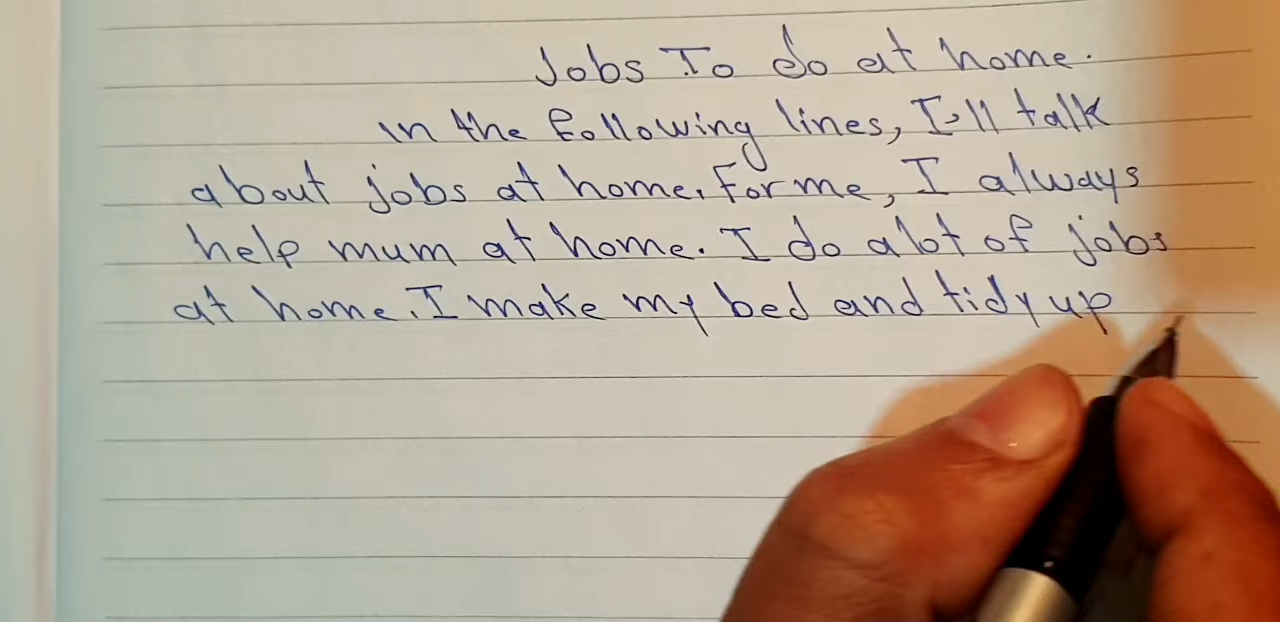 Jobs To do at home.
in the following lines, I'll talk
about jobs at home. For me, I always
help mum at home. I do alot of jobs
at home. I make my bed and tidy up